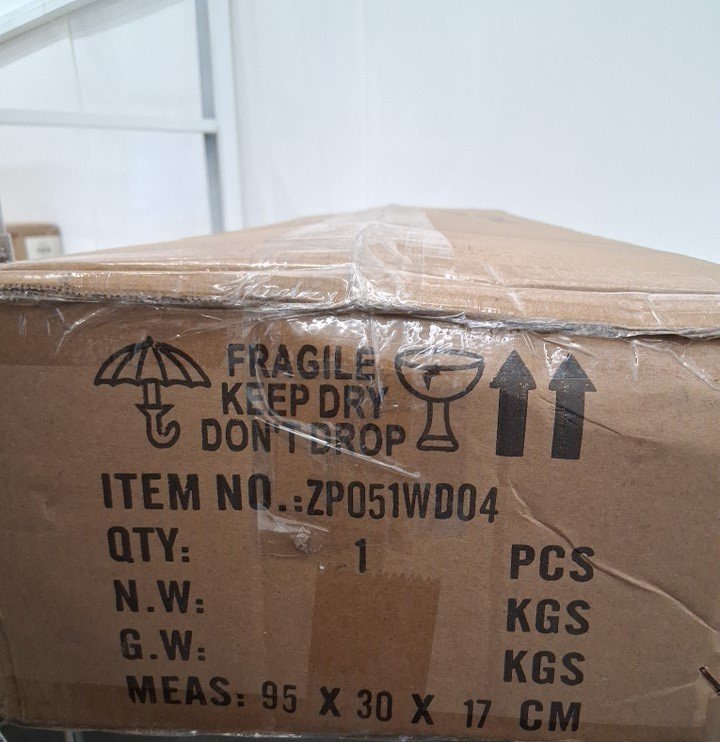 FRAGILE
KEEP DRY
DON'T DROP
ITEM NO.:ZP051WD04
QTY: 1 PCS
N.W: KGS
G.W: KGS
MEAS: 95 X 30 X 17 CM